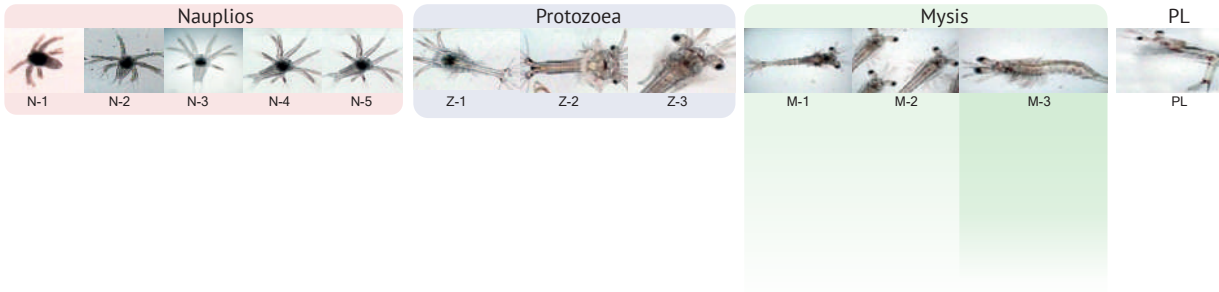 Nauplios Protozoea Mysis PL
N-1 N-2 N-3 N-4 N-5 Z-1 Z-2 Z-3 M-1 M-2 M-3 PL